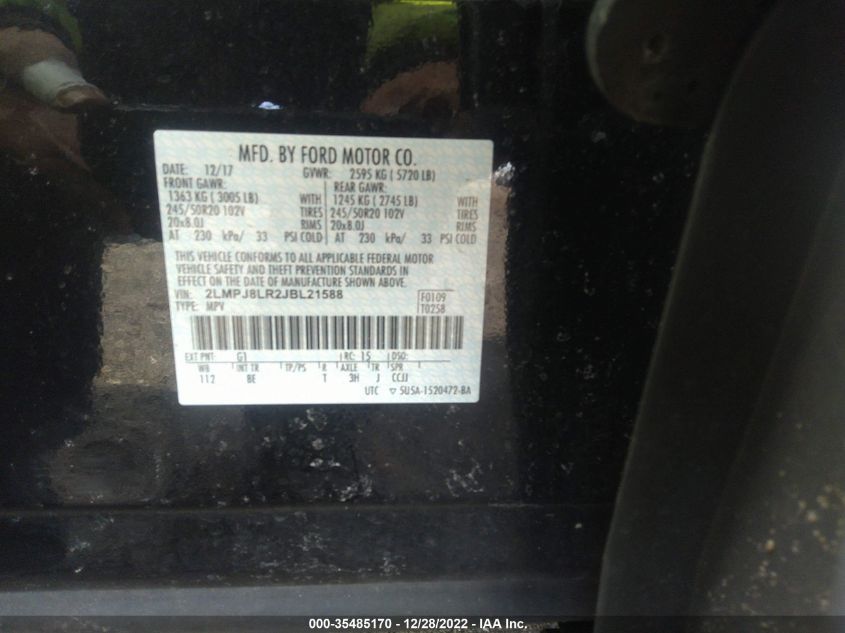 MFD. BY FORD MOTOR CO.
DATE: 12/17 GVWR: 2595 KG ( 5720 LB)
FRONT GAWR: REAR GAWR:
1363 KG ( 3005 LB) WITH 1245 KG ( 2745 LB) WITH
245/50R20 102V TIRES 245/50R20 102V TIRES
20x8.0J RIMS 20x8.0J RIMS
AT 230 kPa/ 33 PSI COLD AT 230 kPa/ 33 PSI COLD
THIS VEHICLE CONFORMS TO ALL APPLICABLE FEDERAL MOTOR
VEHICLE SAFETY AND THEFT PREVENTION STANDARDS IN
EFFECT ON THE DATE OF MANUFACTURE SHOWN ABOVE.
VIN: 2LMPJ8LR2JBL21588 F0109
TYPE: MPV T0258
EXT PNT: G1 RC: 15 DSO:
WB INT TR TP/PS R AXLE TR SPR
112 BE T 3H J CCJJ
UTC ▽ 5U5A-1520472-BA
000-35485170 - 12/28/2022 - IAA Inc.